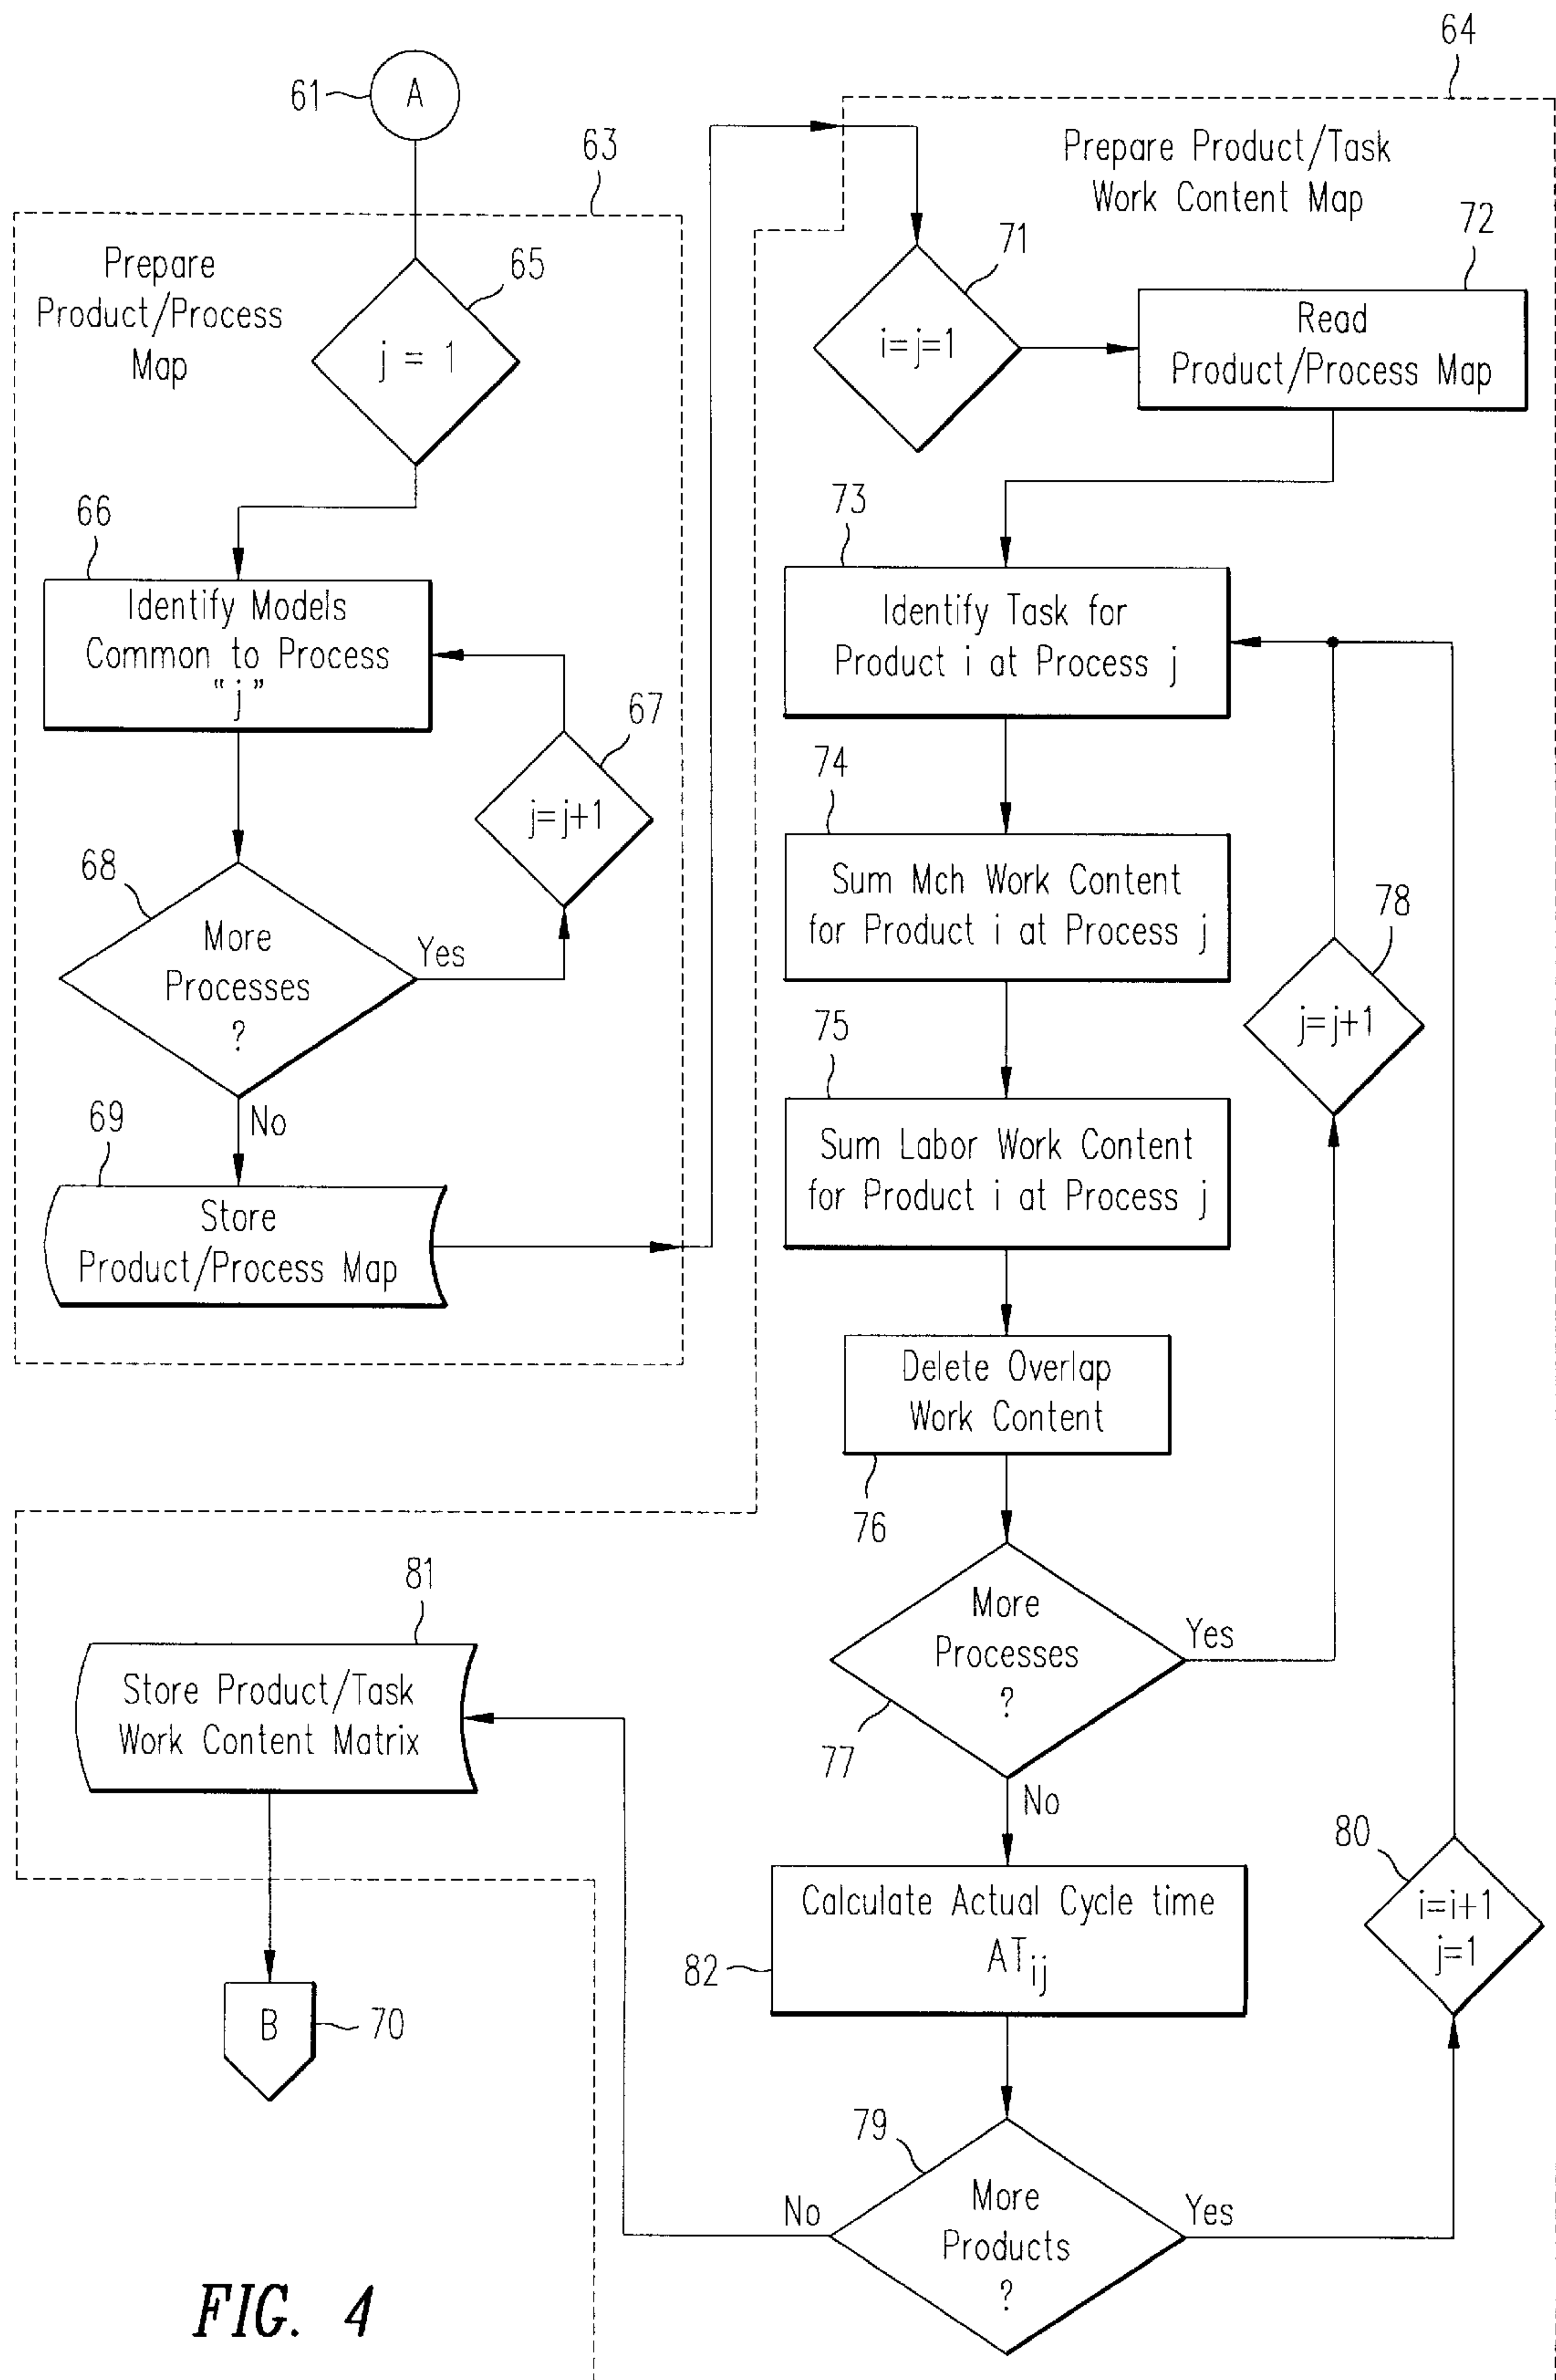 64
61
A
63
Prepare Product/Task
Work Content Map
Prepare
Product/Process
Map
65
j = 1
71
i=j=1
72
Read
Product/Process Map
66
Identify Models
Common to Process
"j"
67
j=j+1
68
More
Processes
?
Yes
No
69
Store
Product/Process Map
73
Identify Task for
Product i at Process j
74
Sum Mch Work Content
for Product i at Process j
75
Sum Labor Work Content
for Product i at Process j
78
j=j+1
Delete Overlap
Work Content
76
More
Processes
?
Yes
77
No
81
Store Product/Task
Work Content Matrix
B
70
Calculate Actual Cycle time
ATij
82
80
i=i+1
j=1
79
More
Products
?
No
Yes
FIG. 4